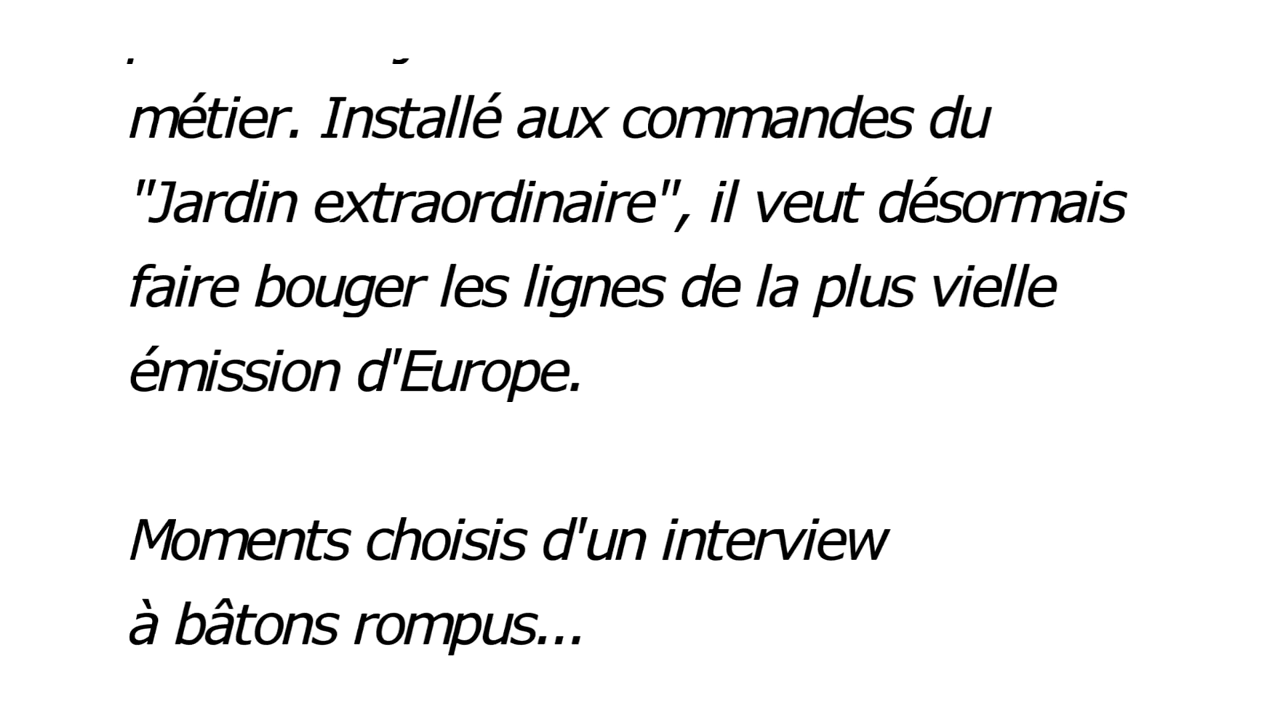 métier. Installé aux commandes du
"Jardin extraordinaire", il veut désormais
faire bouger les lignes de la plus vielle
émission d'Europe.
Moments choisis d'un interview
à bâtons rompus...